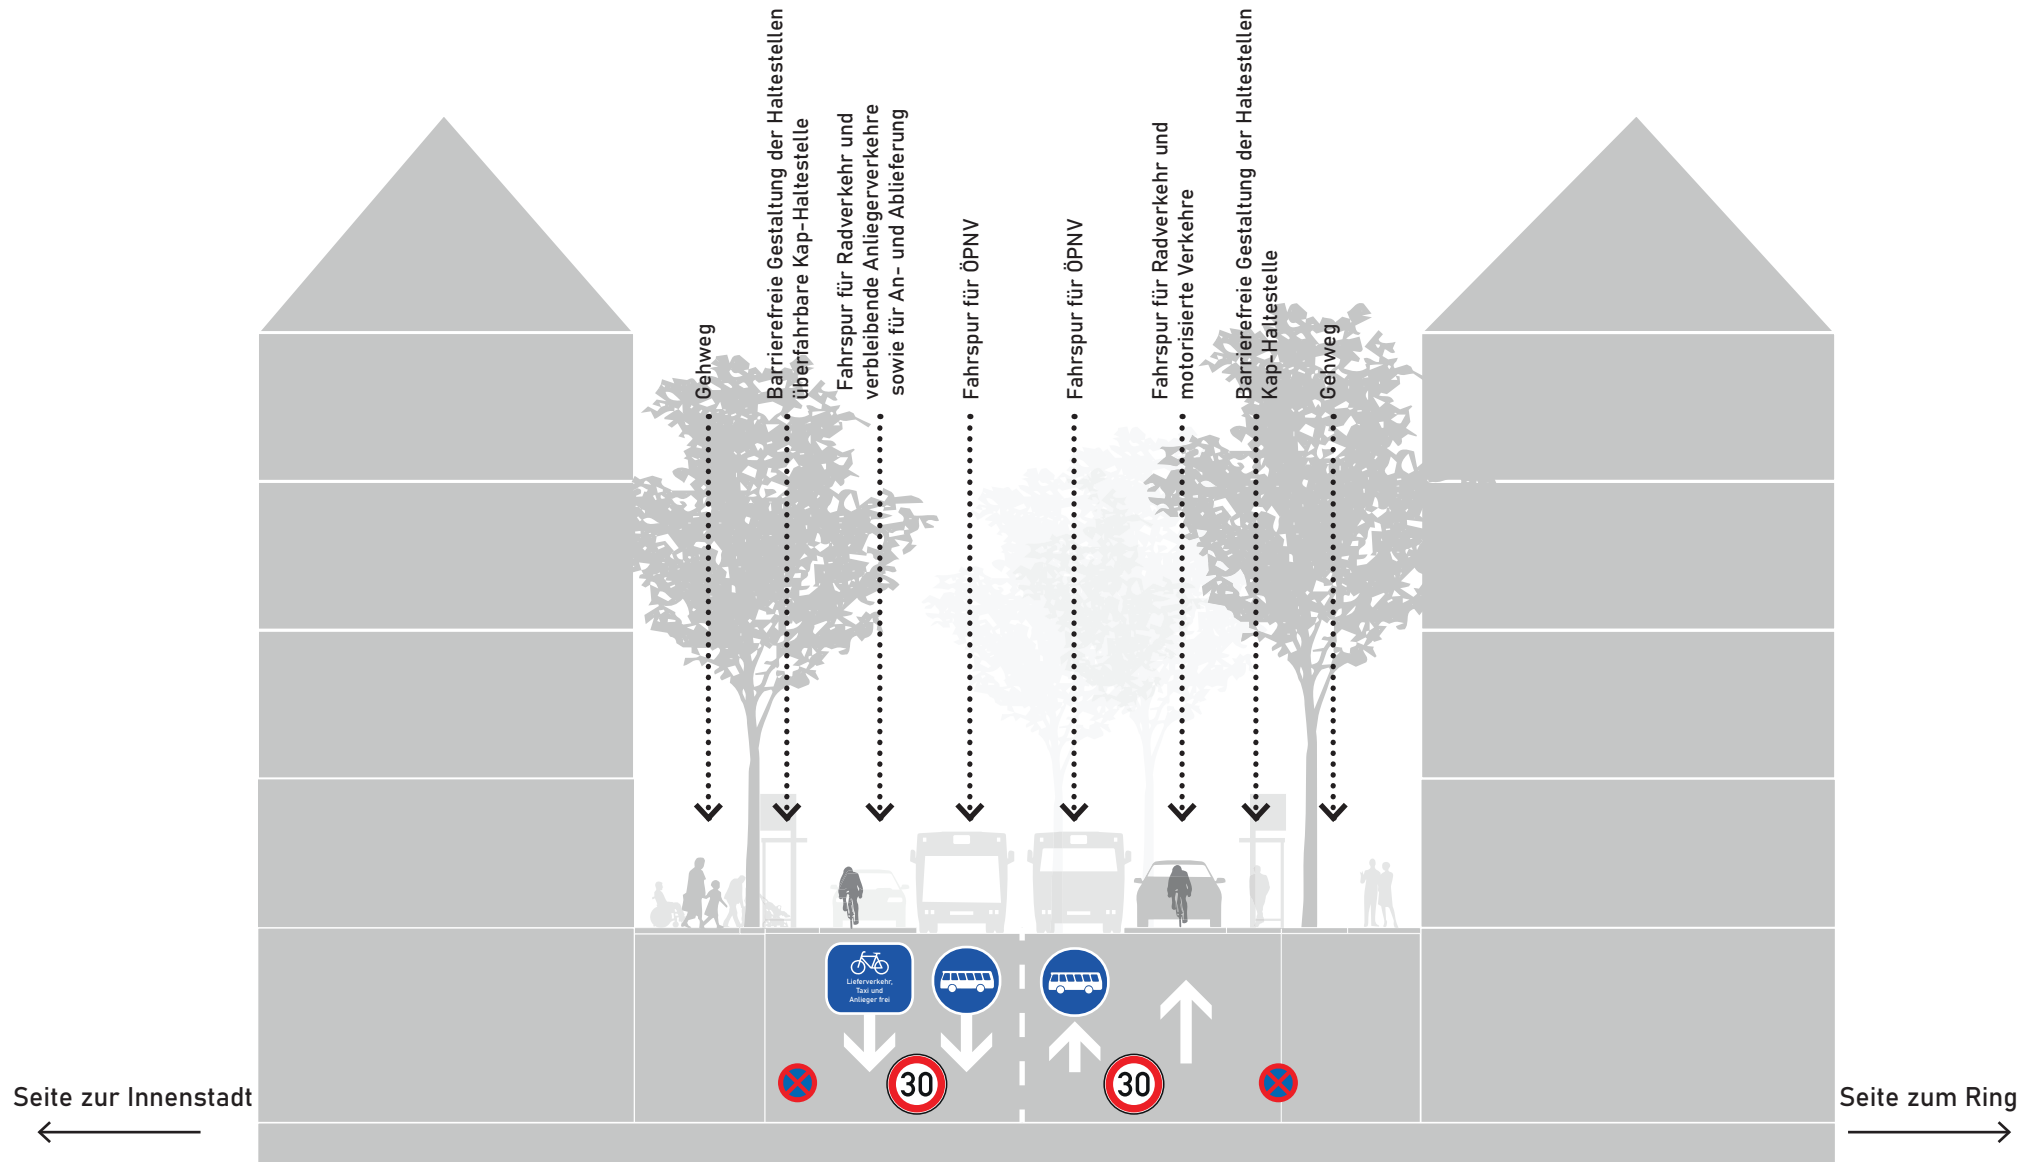 Gehweg
Barrierefreie Gestaltung der Haltestellen
überfahrbare Kap-Haltestelle
Fahrspur für Radverkehr und
verbleibende Anliegerverkehre
sowie für An- und Ablieferung
Fahrspur für ÖPNV
Fahrspur für ÖPNV
Fahrspur für Radverkehr und
motorisierte Verkehre
Barrierefreie Gestaltung der Haltestellen
Kap-Haltestelle
Gehweg
Lieferverkehr,
Taxi und
Anlieger frei
30
30
Seite zur Innenstadt
Seite zum Ring